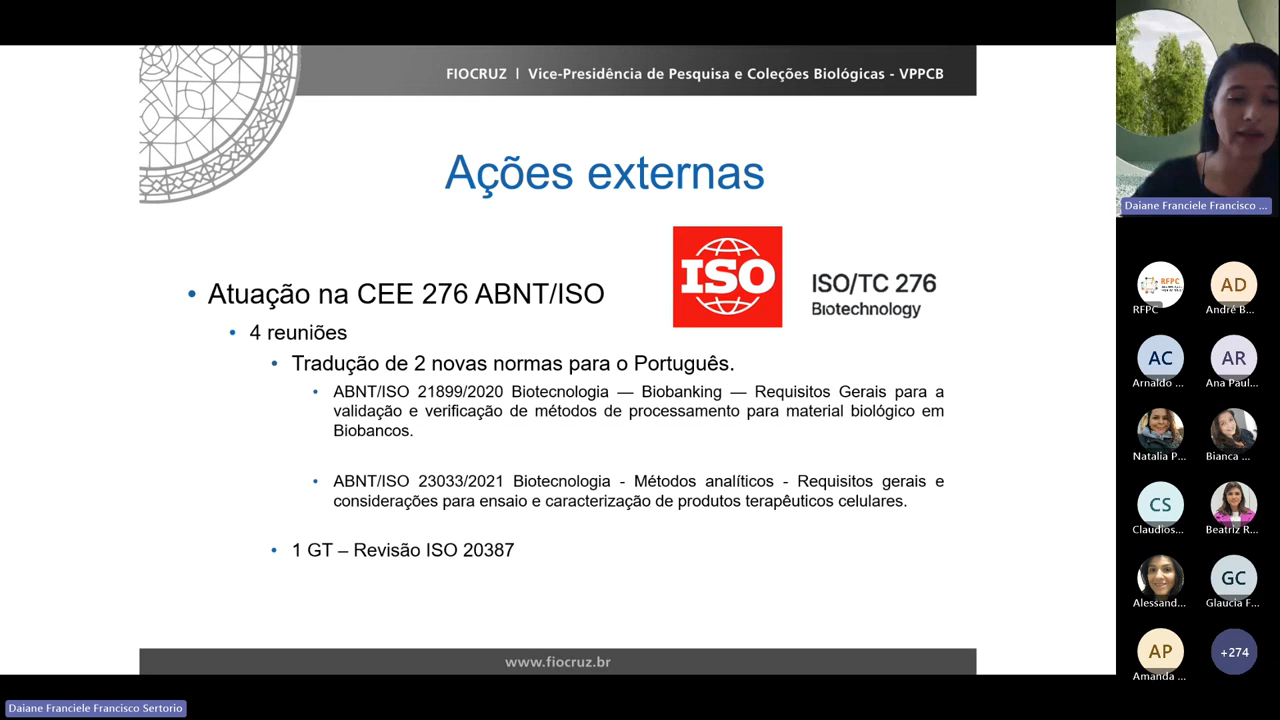 FIOCRUZ | Vice-Presidência de Pesquisa e Coleções Biológicas - VPPCB
Ações externas
ISO
ISO/TC 276
Biotechnology
• Atuação na CEE 276 ABNT/ISO
• 4 reuniões
• Tradução de 2 novas normas para o Português.
• ABNT/ISO 21899/2020 Biotecnologia — Biobanking — Requisitos Gerais para a
validação e verificação de métodos de processamento para material biológico em
Biobancos.
• ABNT/ISO 23033/2021 Biotecnologia - Métodos analíticos - Requisitos gerais e
considerações para ensaio e caracterização de produtos terapêuticos celulares.
• 1 GT – Revisão ISO 20387
www.fiocruz.br
Daiane Franciele Francisco Sertorio
Daiane Franciele Francisco ...
RFPC
RFPC
AD
André B...
AC
Arnaldo ...
AR
Ana Paul...
Natalia P...
Bianca ...
CS
Claudios...
Beatriz R...
Alessand...
GC
Glaucia F...
AP
Amanda ...
+274